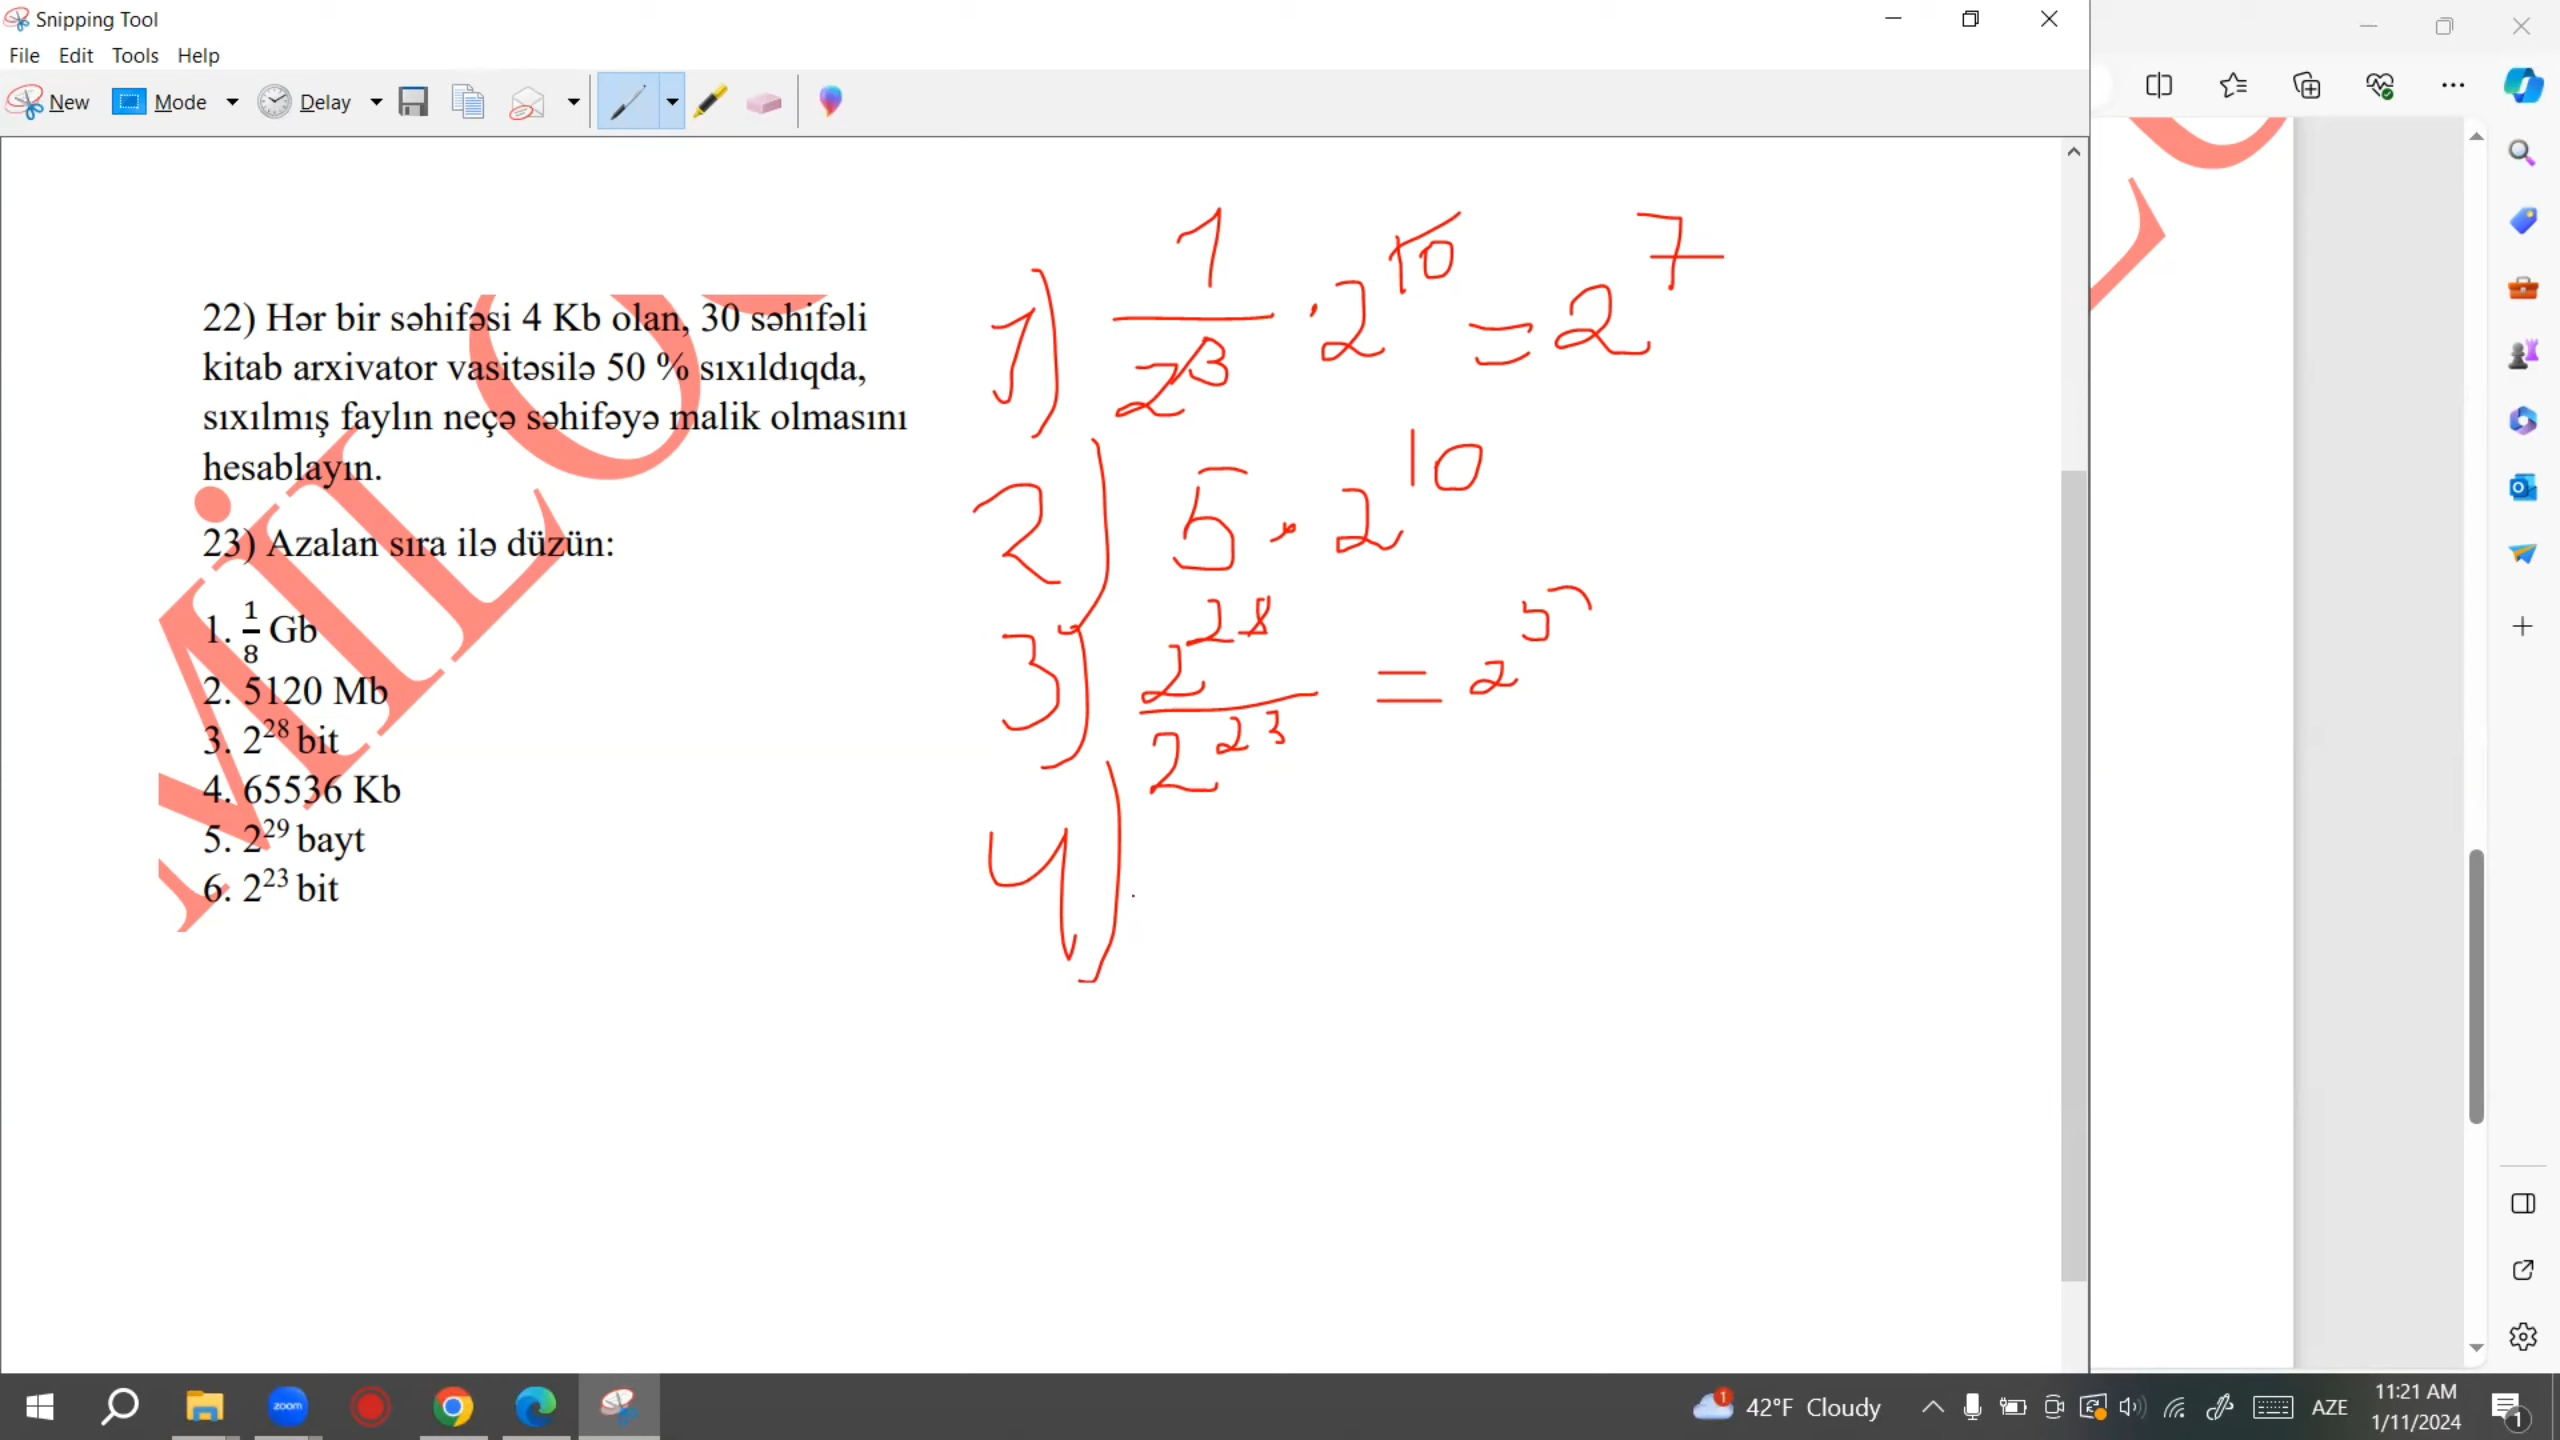 Snipping Tool
File Edit Tools Help
New Mode Delay
22) Hər bir səhifəsi 4 Kb olan, 30 səhifəli
kitab arxivator vasitəsilə 50 % sıxıldıqda,
sıxılmış faylın neçə səhifəyə malik olmasını
hesablayın.
23) Azalan sıra ilə düzün:
1. 1/8 Gb
2. 5120 Mb
3. 2^28 bit
4. 65536 Kb
5. 2^29 bayt
6. 2^23 bit
1) 1/2^3 · 2^10 = 2^7
2) 5 · 2^10
3) 2^28/2^23 = 2^5
4)
zoom
1
42°F Cloudy
AZE
11:21 AM
1/11/2024
1